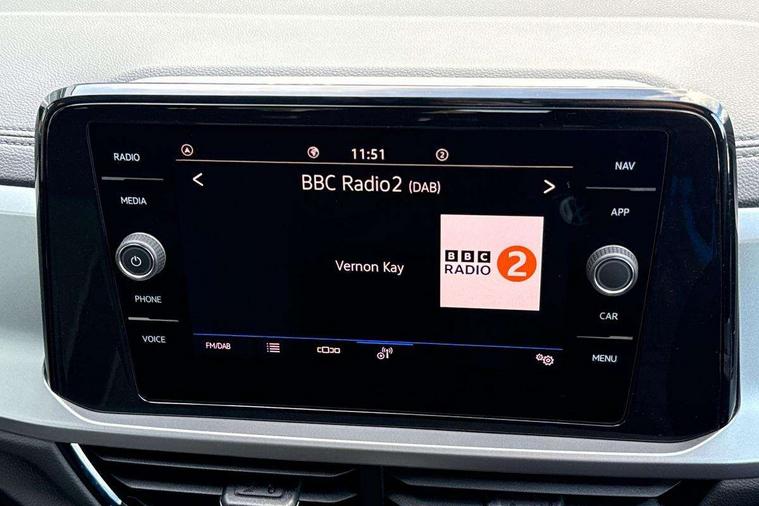 RADIO
MEDIA
PHONE
VOICE
A
11:51
2
BBC Radio2 (DAB)
Vernon Kay
BBC
RADIO 2
FM/DAB
NAV
APP
CAR
MENU